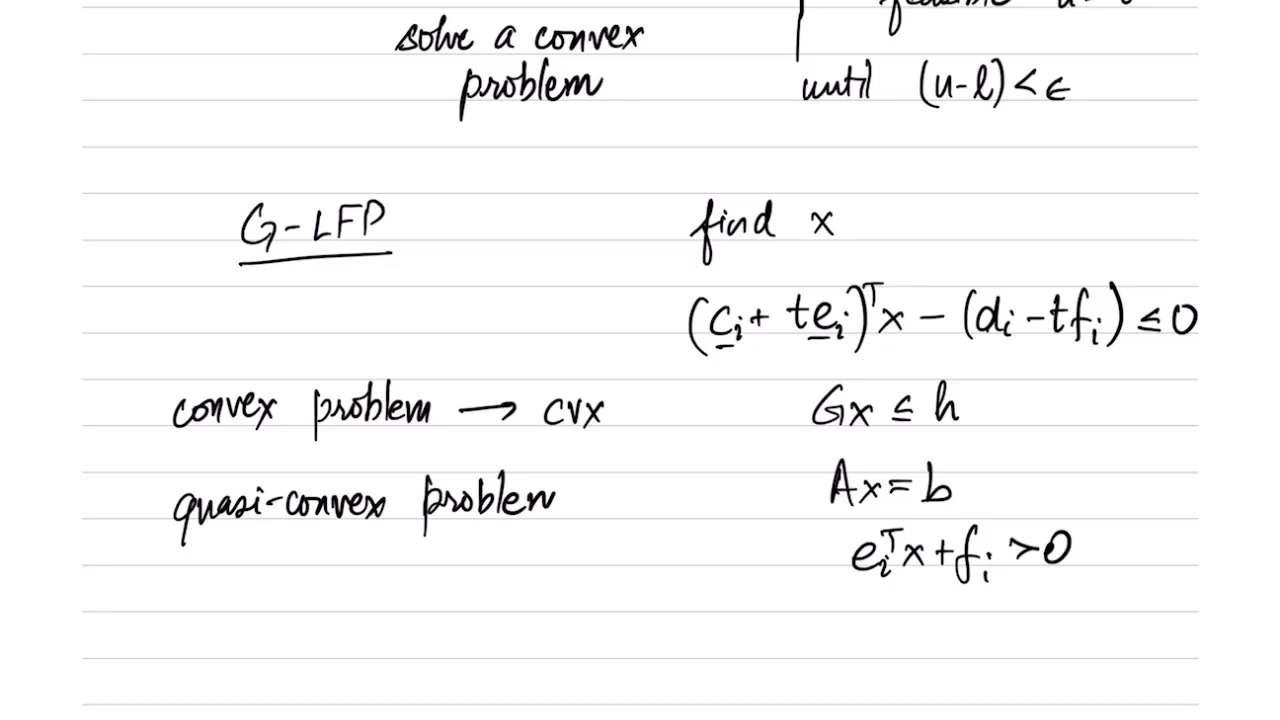 solve a convex
problem
until (u-l) < ϵ
G-LFP
find x
(c_i + te_i)^T x − (d_i − tf_i) ≤ 0
convex problem → cvx
Gx ≤ h
quasi-convex problem
Ax = b
e_i^T x + f_i > 0